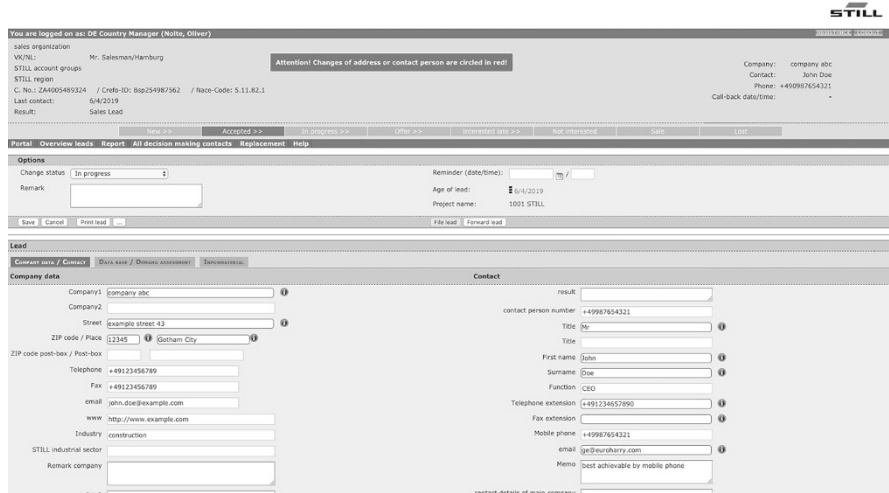 STILL
You are logged on as: DE Country Manager (Nolte, Oliver)
sales organization
VK/NL: Mr. Salesman/Hamburg
STILL account groups
STILL region
C. No.: ZA4005489324 / Crefo-ID: Bsp254987562 / Nace-Code: 5.11.82.1
Last contact: 6/4/2019
Result: Sales Lead
Attention! Changes of address or contact person are circled in red!
Company: company abc
Contact: John Doe
Phone: +490987654321
Call-back date/time: -
New >> Accepted >> In progress >> Offer >> Interested late >> Not interested Sale Lost
Portal Overview leads Report All decision making contacts Replacement Help
Options
Change status In progress Reminder (date/time): /
Remark Age of lead: 6/4/2019
Project name: 1001 STILL
Save Cancel Print lead ... File lead Forward lead
Lead
Company data / Contact Data base / Demand assessment Infomaterial
Company data Contact
Company1 company abc
Company2
Street example street 43
ZIP code / Place 12345 Gotham City
ZIP code post-box / Post-box
Telephone +49123456789
Fax +49123456789
email john.doe@example.com
www http://www.example.com
Industry construction
STILL industrial sector
Remark company
result
contact person number +49987654321
Title Mr
Title
First name John
Surname Doe
Function CEO
Telephone extension +491234657890
Fax extension
Mobile phone +49987654321
email ge@euroharry.com
Memo best achievable by mobile phone
contact details of main company